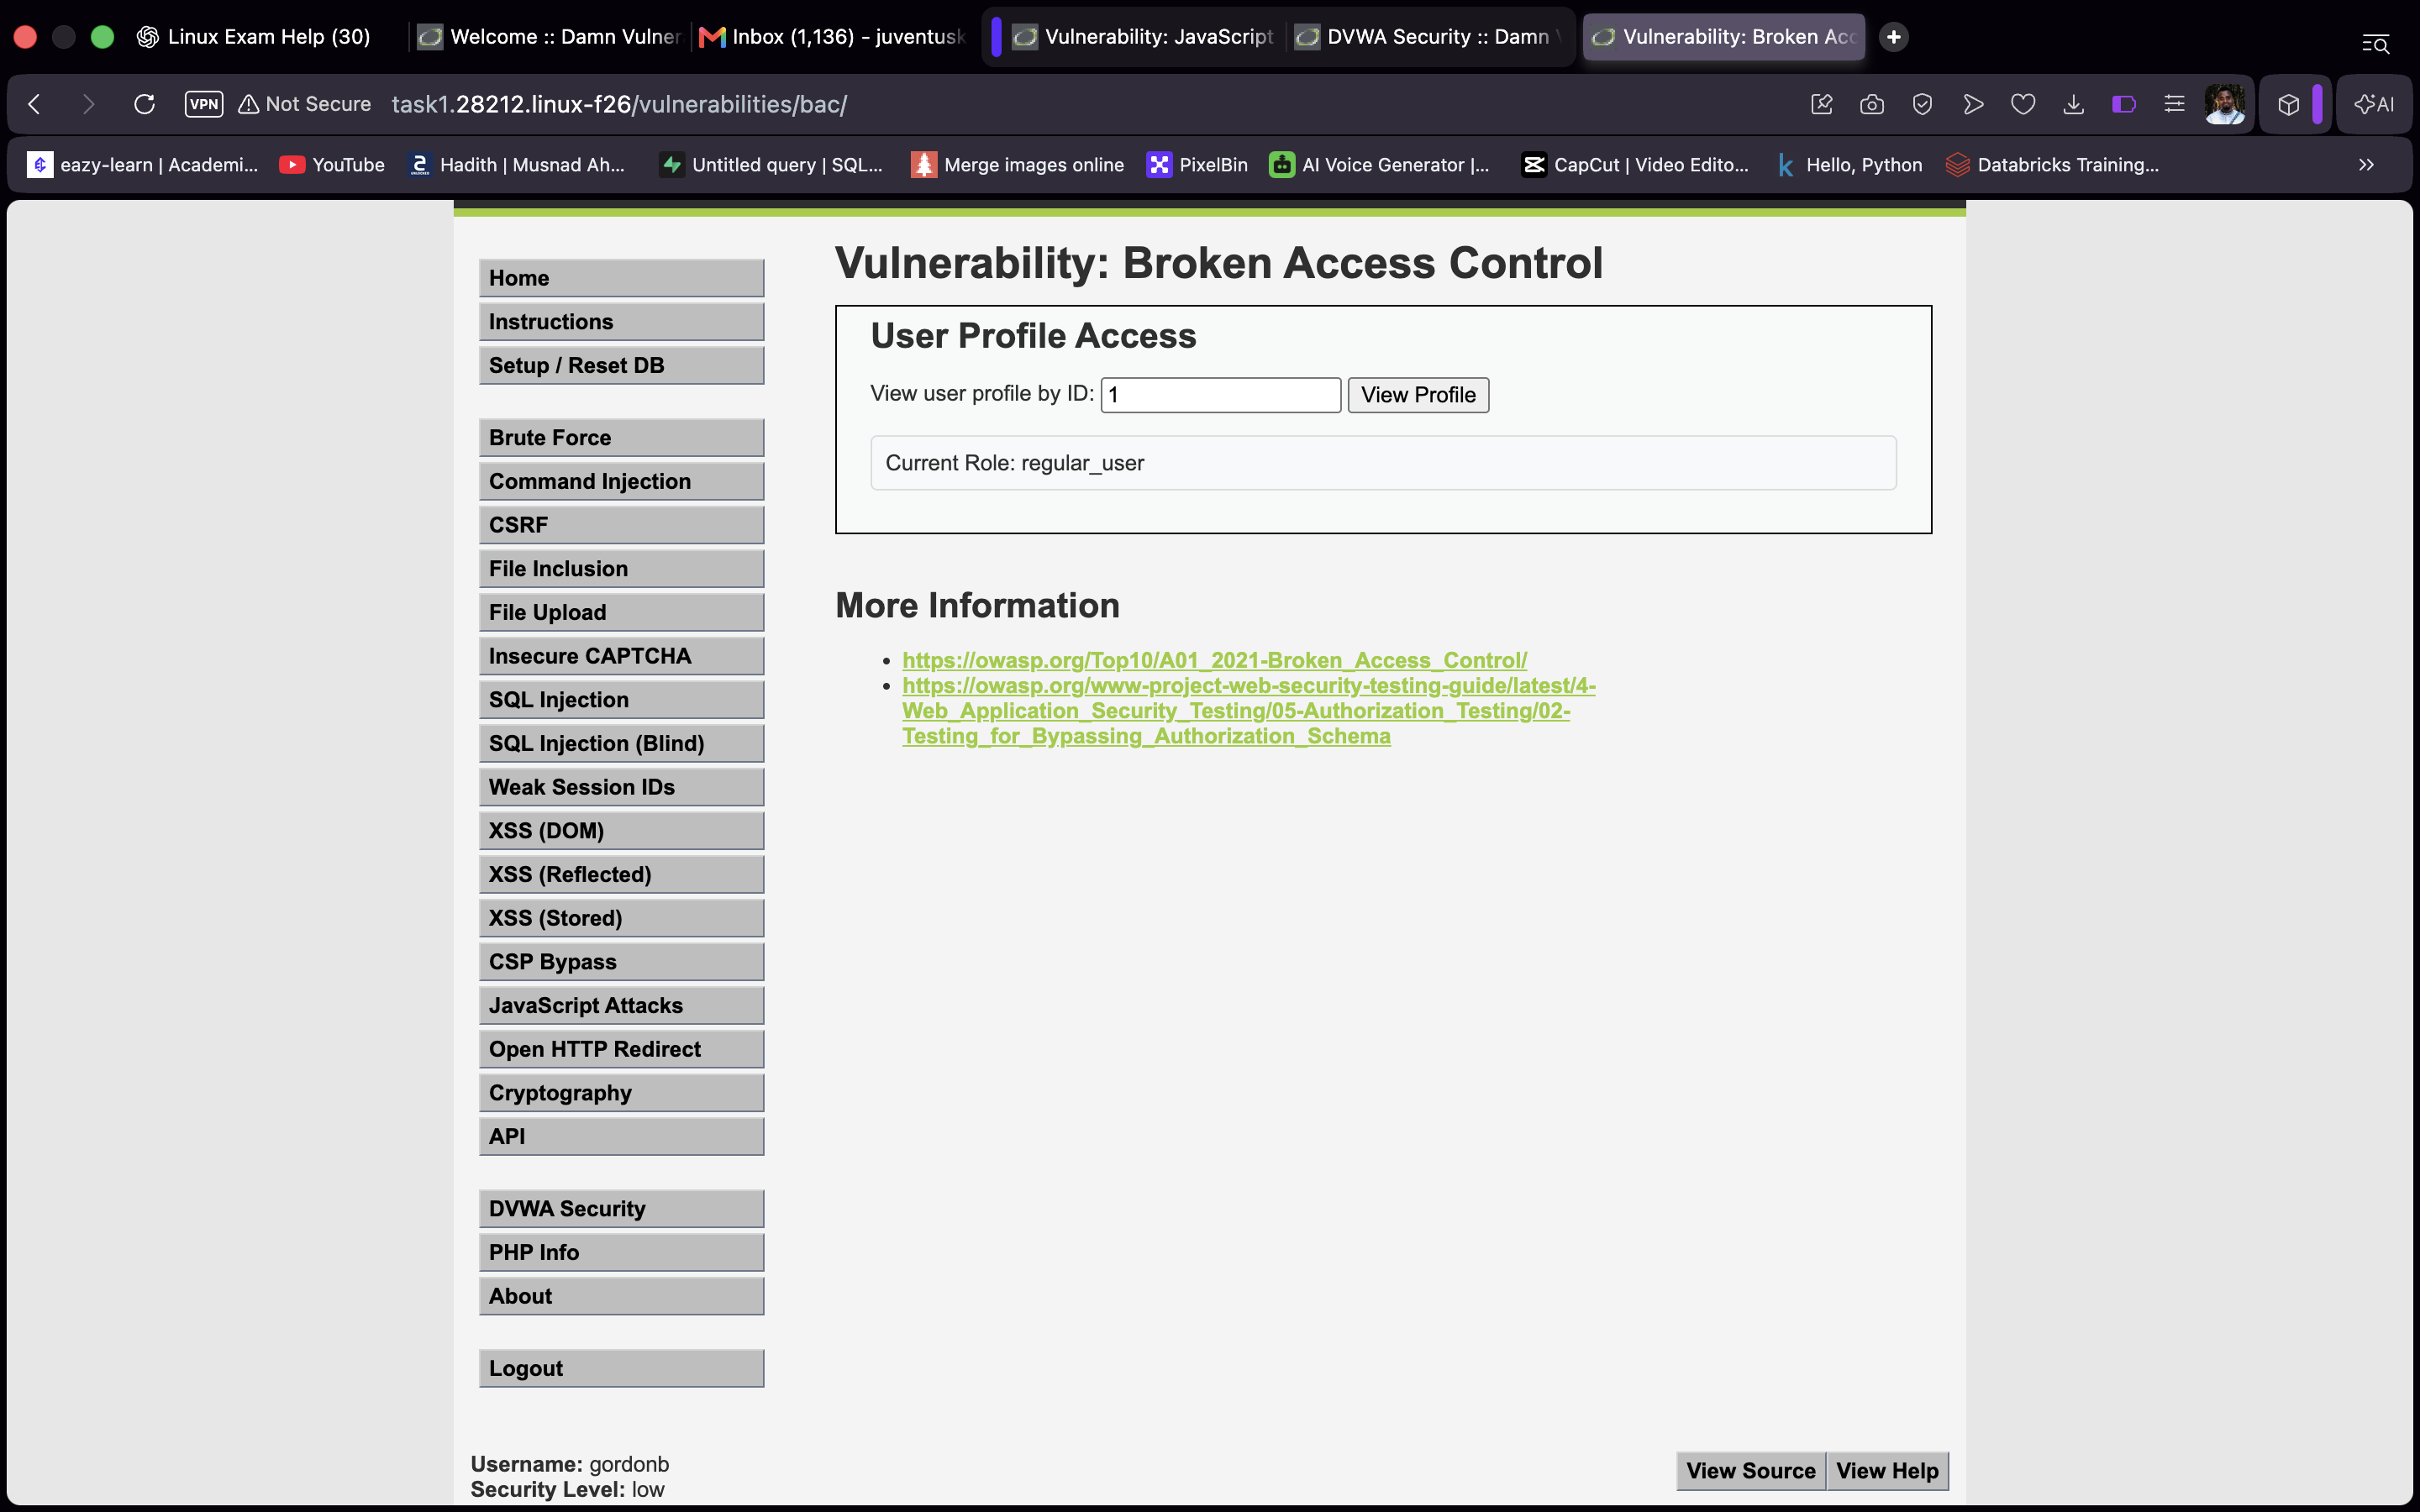 Linux Exam Help (30)
Welcome :: Damn Vulner
Inbox (1,136) - juventusk
Vulnerability: JavaScript
DVWA Security :: Damn V
Vulnerability: Broken Acc
VPN
Not Secure
task1.28212.linux-f26/vulnerabilities/bac/
AI
eazy-learn | Academi...
YouTube
Hadith | Musnad Ah...
Untitled query | SQL...
Merge images online
PixelBin
AI Voice Generator |...
CapCut | Video Edito...
Hello, Python
Databricks Training...
Home
Instructions
Setup / Reset DB
Brute Force
Command Injection
CSRF
File Inclusion
File Upload
Insecure CAPTCHA
SQL Injection
SQL Injection (Blind)
Weak Session IDs
XSS (DOM)
XSS (Reflected)
XSS (Stored)
CSP Bypass
JavaScript Attacks
Open HTTP Redirect
Cryptography
API
DVWA Security
PHP Info
About
Logout
Vulnerability: Broken Access Control
User Profile Access
View user profile by ID: 1 View Profile
Current Role: regular_user
More Information
https://owasp.org/Top10/A01_2021-Broken_Access_Control/
https://owasp.org/www-project-web-security-testing-guide/latest/4-
Web_Application_Security_Testing/05-Authorization_Testing/02-
Testing_for_Bypassing_Authorization_Schema
Username: gordonb
Security Level: low
View Source
View Help